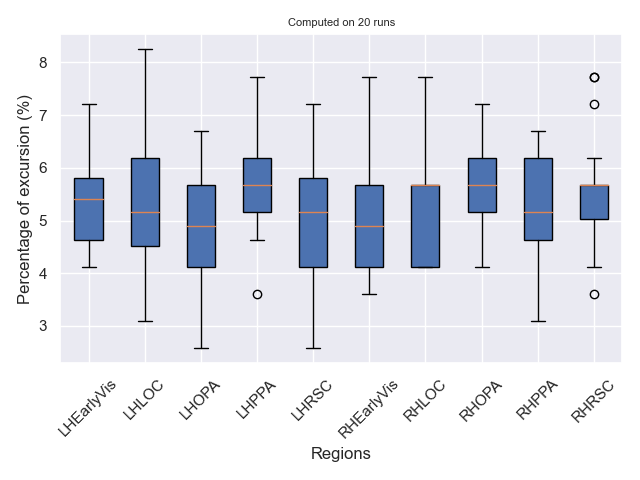 Computed on 20 runs
Percentage of excursion (%)
8
7
6
5
4
3
LHEarlyVis
LHLOC
LHOPA
LHPPA
LHRSC
RHEarlyVis
RHLOC
RHOPA
RHPPA
RHRSC
Regions